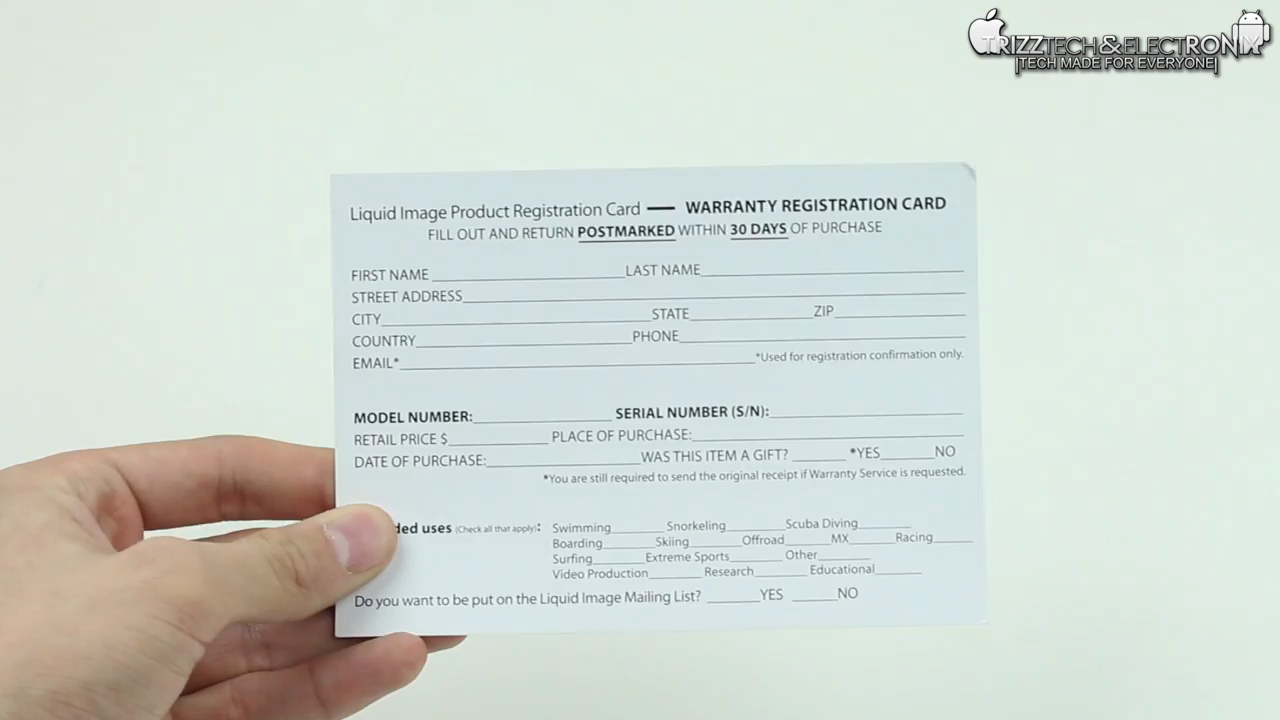 TRIZZTECH & ELECTRONIX
|TECH MADE FOR EVERYONE|
Liquid Image Product Registration Card — WARRANTY REGISTRATION CARD
FILL OUT AND RETURN POSTMARKED WITHIN 30 DAYS OF PURCHASE
FIRST NAME LAST NAME
STREET ADDRESS
CITY STATE ZIP
COUNTRY PHONE
EMAIL* *Used for registration confirmation only.
MODEL NUMBER: SERIAL NUMBER (S/N):
RETAIL PRICE $ PLACE OF PURCHASE:
DATE OF PURCHASE: WAS THIS ITEM A GIFT? *YES NO
*You are still required to send the original receipt if Warranty Service is requested.
ded uses (Check all that apply): Swimming Snorkeling Scuba Diving
Boarding Skiing Offroad MX Racing
Surfing Extreme Sports Other
Video Production Research Educational
Do you want to be put on the Liquid Image Mailing List? YES NO